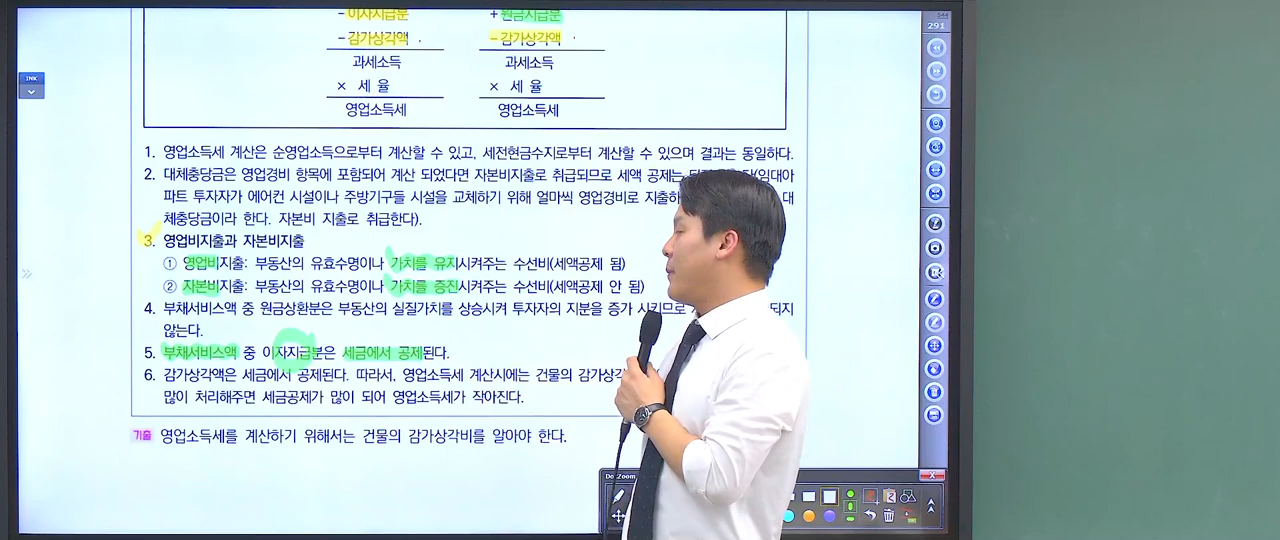 - 이자지급분 + 원금지급분
- 감가상각액 - 감가상각액
과세소득 과세소득
× 세 율 × 세 율
영업소득세 영업소득세
1. 영업소득세 계산은 순영업소득으로부터 계산할 수 있고, 세전현금수지로부터 계산할 수 있으며 결과는 동일하다.
2. 대체충당금은 영업경비 항목에 포함되어 계산 되었다면 자본비지출로 취급되므로 세액 공제는 (임대아
파트 투자자가 에어컨 시설이나 주방기구들 시설을 교체하기 위해 얼마씩 영업경비로 지출하 대
체충당금이라 한다. 자본비 지출로 취급한다).
3. 영업비지출과 자본비지출
① 영업비지출: 부동산의 유효수명이나 가치를 유지시켜주는 수선비(세액공제 됨)
② 자본비지출: 부동산의 유효수명이나 가치를 증진시켜주는 수선비(세액공제 안 됨)
4. 부채서비스액 중 원금상환분은 부동산의 실질가치를 상승시켜 투자자의 지분을 증가 시키므로 되지
않는다.
5. 부채서비스액 중 이자지급분은 세금에서 공제된다.
6. 감가상각액은 세금에서 공제된다. 따라서, 영업소득세 계산시에는 건물의 감가상각
많이 처리해주면 세금공제가 많이 되어 영업소득세가 작아진다.
기출 영업소득세를 계산하기 위해서는 건물의 감가상각비를 알아야 한다.
INK
291